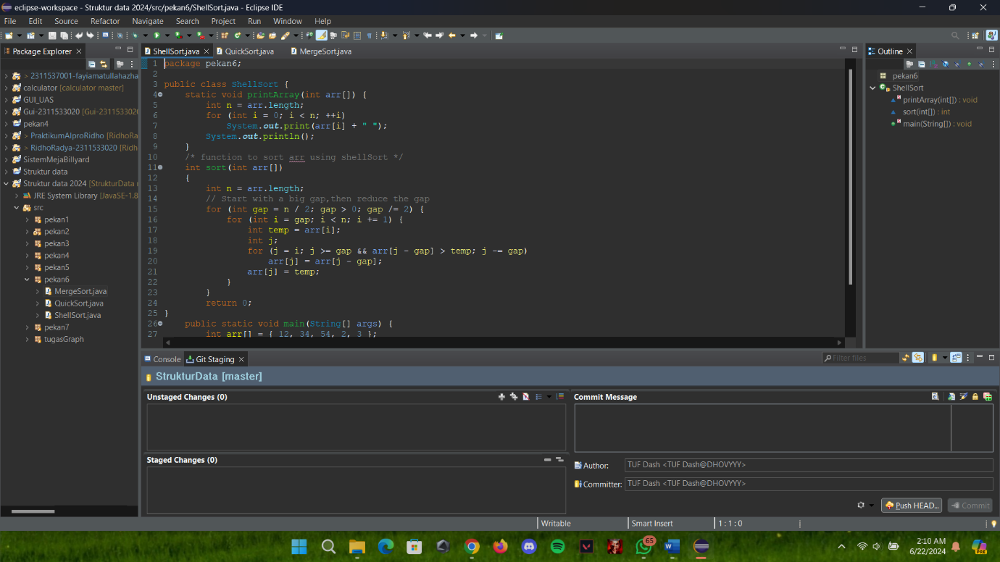 eclipse-workspace - Struktur data 2024/src/pekan6/ShellSort.java - Eclipse IDE
File Edit Source Refactor Navigate Search Project Run Window Help
Package Explorer
> 2311537001-fayiamatullahazha
calculator [calculator master]
GUI_UAS
Gui-2311533020 [Gui-2311533020
pekan4
> PraktikumAlproRidho [RidhoRa
> RidhoRadya-2311533020 [Ridh
SistemMejaBillyard
Struktur data
Struktur data 2024 [StrukturData
JRE System Library [JavaSE-1.8
src
pekan1
pekan2
pekan3
pekan4
pekan5
pekan6
MergeSort.java
QuickSort.java
ShellSort.java
pekan7
tugasGraph
ShellSort.java QuickSort.java MergeSort.java
1 package pekan6;
2
3 public class ShellSort {
4 static void printArray(int arr[]) {
5 int n = arr.length;
6 for (int i = 0; i < n; ++i)
7 System.out.print(arr[i] + " ");
8 System.out.println();
9 }
10 /* function to sort arr using shellSort */
11 int sort(int arr[])
12 {
13 int n = arr.length;
14 // Start with a big gap,then reduce the gap
15 for (int gap = n / 2; gap > 0; gap /= 2) {
16 for (int i = gap; i < n; i += 1) {
17 int temp = arr[i];
18 int j;
19 for (j = i; j >= gap && arr[j - gap] > temp; j -= gap)
20 arr[j] = arr[j - gap];
21 arr[j] = temp;
22 }
23 }
24 return 0;
25 }
26 public static void main(String[] args) {
27 int arr[] = { 12, 34, 54, 2, 3 };
Outline
pekan6
ShellSort
printArray(int[]) : void
sort(int[]) : int
main(String[]) : void
Console Git Staging
Filter files
StrukturData [master]
Unstaged Changes (0)
Staged Changes (0)
Commit Message
Author: TUF Dash <TUF Dash@DHOVYYY>
Committer: TUF Dash <TUF Dash@DHOVYYY>
Push HEAD... Commit
Writable Smart Insert 1 : 1 : 0
65
W
PRE
2:10 AM
6/22/2024